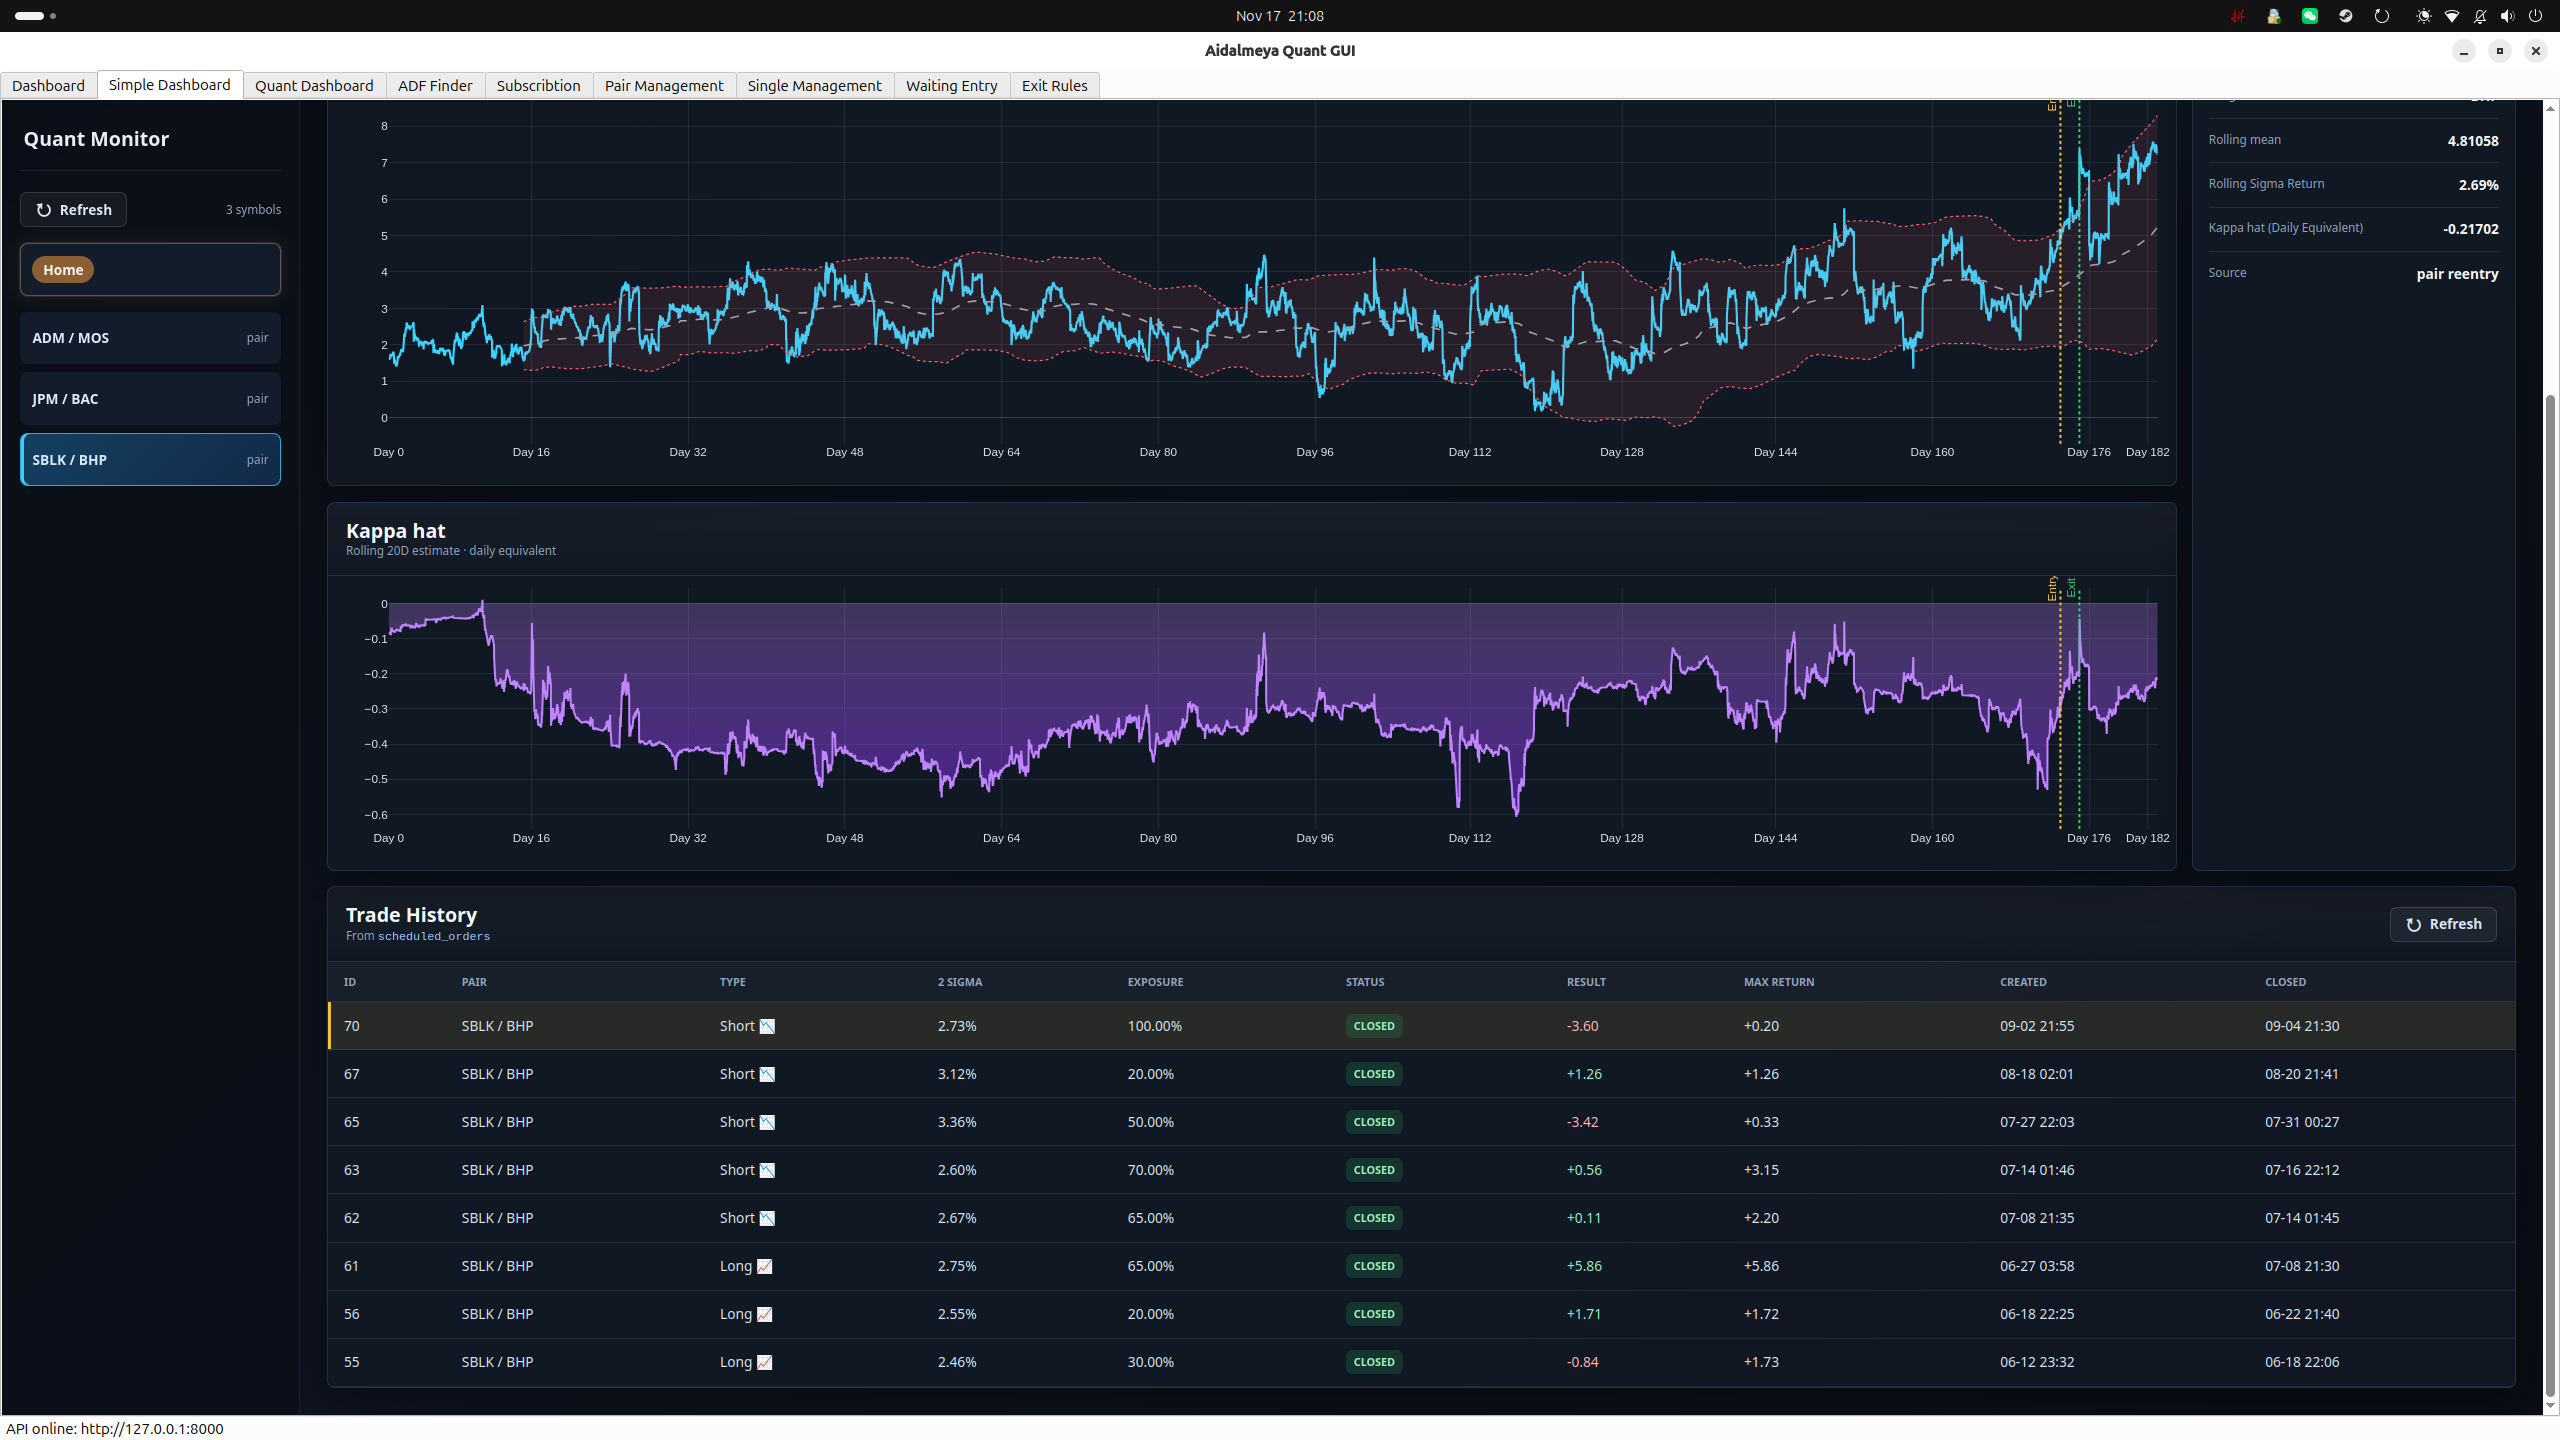 Nov 17 21:08
Aidalmeya Quant GUI
Dashboard Simple Dashboard Quant Dashboard ADF Finder Subscribtion Pair Management Single Management Waiting Entry Exit Rules
Quant Monitor
Refresh 3 symbols
Home
ADM / MOS pair
JPM / BAC pair
SBLK / BHP pair
8
7
6
5
4
3
2
1
0
Day 0 Day 16 Day 32 Day 48 Day 64 Day 80 Day 96 Day 112 Day 128 Day 144 Day 160 Day 176 Day 182
Rolling mean 4.81058
Rolling Sigma Return 2.69%
Kappa hat (Daily Equivalent) -0.21702
Source pair reentry
Kappa hat
Rolling 20D estimate · daily equivalent
Entry Exit
0
−0.1
−0.2
−0.3
−0.4
−0.5
−0.6
Day 0 Day 16 Day 32 Day 48 Day 64 Day 80 Day 96 Day 112 Day 128 Day 144 Day 160 Day 176 Day 182
Trade History
From scheduled_orders
Refresh
ID PAIR TYPE 2 SIGMA EXPOSURE STATUS RESULT MAX RETURN CREATED CLOSED
70 SBLK / BHP Short 2.73% 100.00% CLOSED -3.60 +0.20 09-02 21:55 09-04 21:30
67 SBLK / BHP Short 3.12% 20.00% CLOSED +1.26 +1.26 08-18 02:01 08-20 21:41
65 SBLK / BHP Short 3.36% 50.00% CLOSED -3.42 +0.33 07-27 22:03 07-31 00:27
63 SBLK / BHP Short 2.60% 70.00% CLOSED +0.56 +3.15 07-14 01:46 07-16 22:12
62 SBLK / BHP Short 2.67% 65.00% CLOSED +0.11 +2.20 07-08 21:35 07-14 01:45
61 SBLK / BHP Long 2.75% 65.00% CLOSED +5.86 +5.86 06-27 03:58 07-08 21:30
56 SBLK / BHP Long 2.55% 20.00% CLOSED +1.71 +1.72 06-18 22:25 06-22 21:40
55 SBLK / BHP Long 2.46% 30.00% CLOSED -0.84 +1.73 06-12 23:32 06-18 22:06
API online: http://127.0.0.1:8000